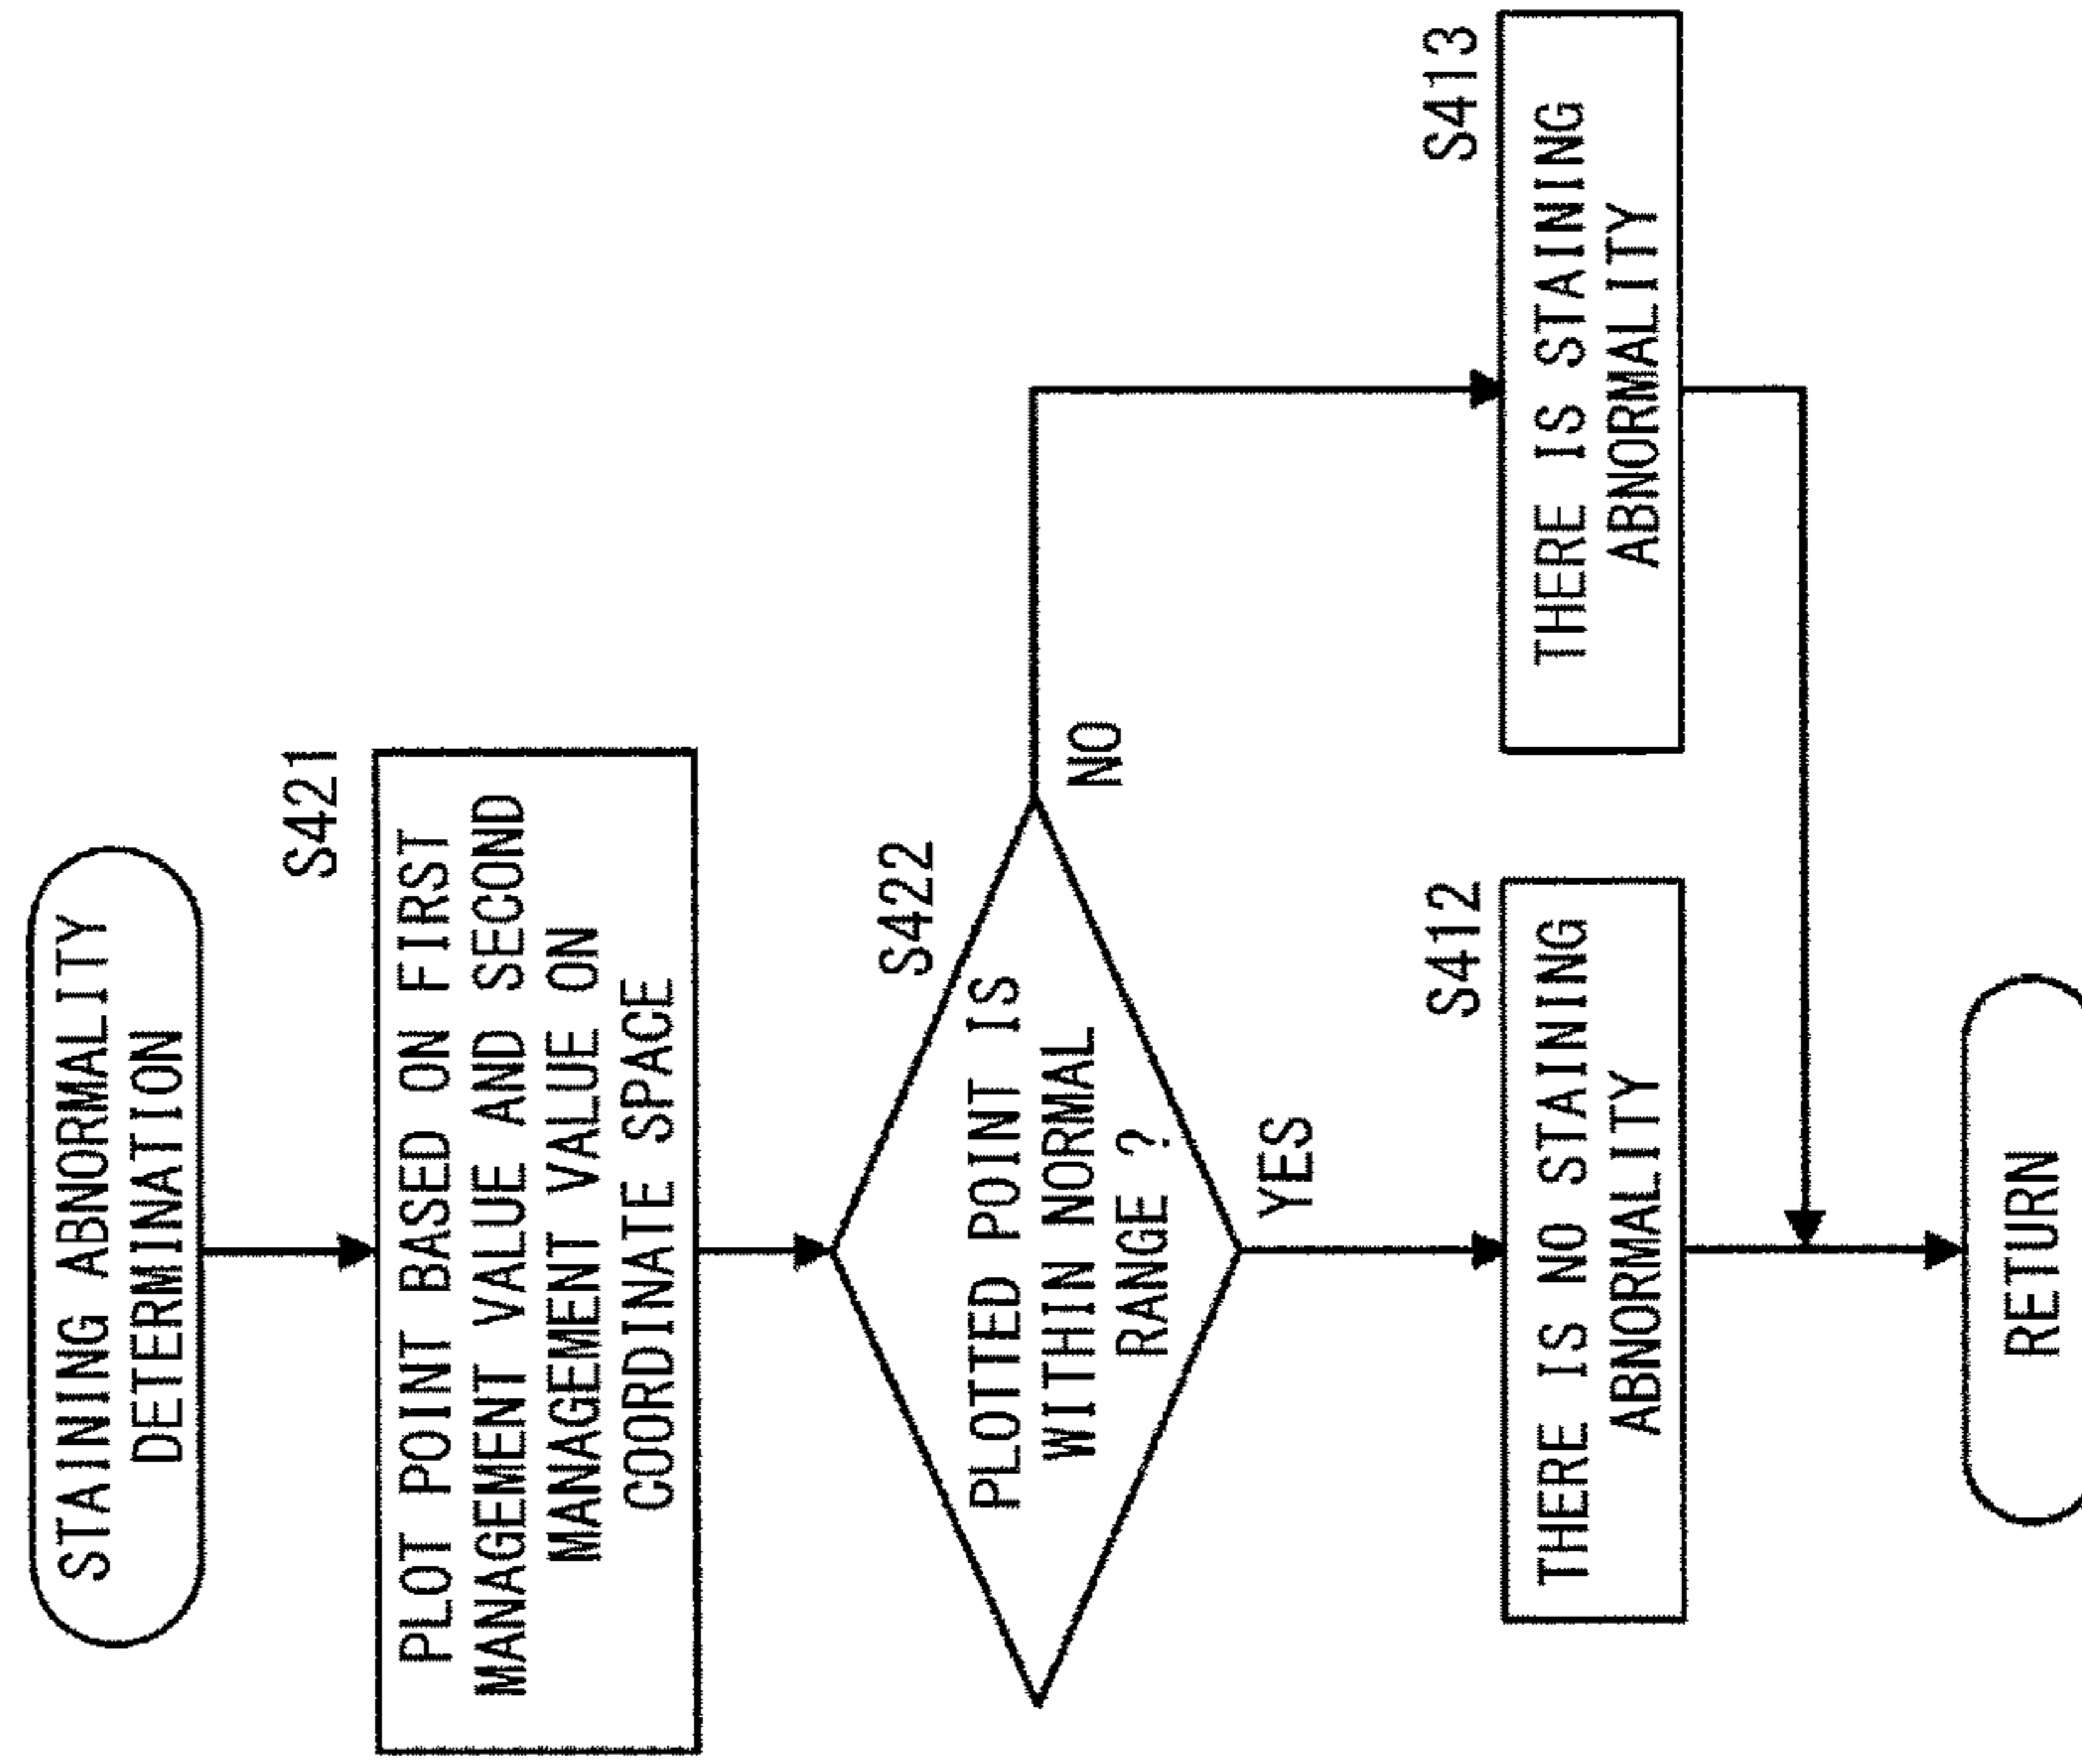 STAINING ABNORMALITY
DETERMINATION
S421
PLOT POINT BASED ON FIRST
MANAGEMENT VALUE AND SECOND
MANAGEMENT VALUE ON
COORDINATE SPACE
S422
PLOTTED POINT IS
WITHIN NORMAL
RANGE ?
NO
YES
S412
THERE IS NO STAINING
ABNORMALITY
S413
THERE IS STAINING
ABNORMALITY
RETURN